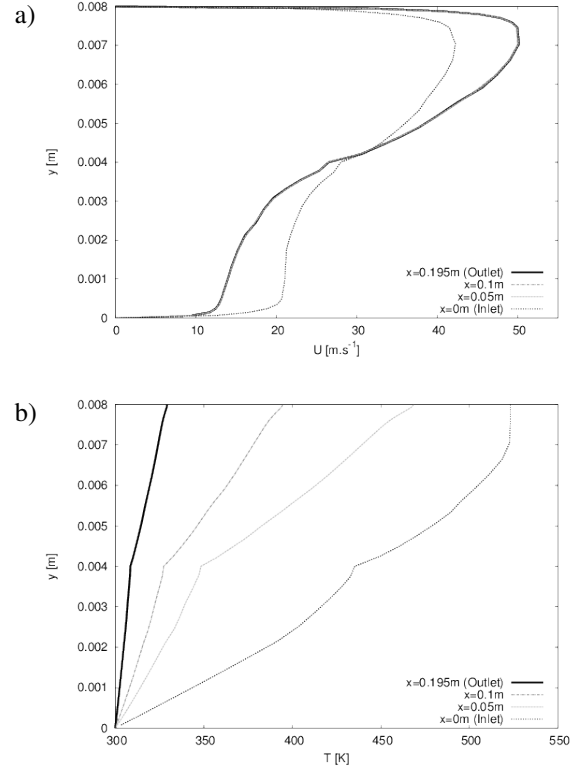 a)
0.008
0.007
0.006
0.005
0.004
0.003
0.002
0.001
0
y [m]
x=0.195m (Outlet)
x=0.1m
x=0.05m
x=0m (Inlet)
0 10 20 30 40 50
U [m.s⁻¹]
b)
0.008
0.007
0.006
0.005
0.004
0.003
0.002
0.001
0
y [m]
x=0.195m (Outlet)
x=0.1m
x=0.05m
x=0m (Inlet)
300 350 400 450 500 550
T [K]